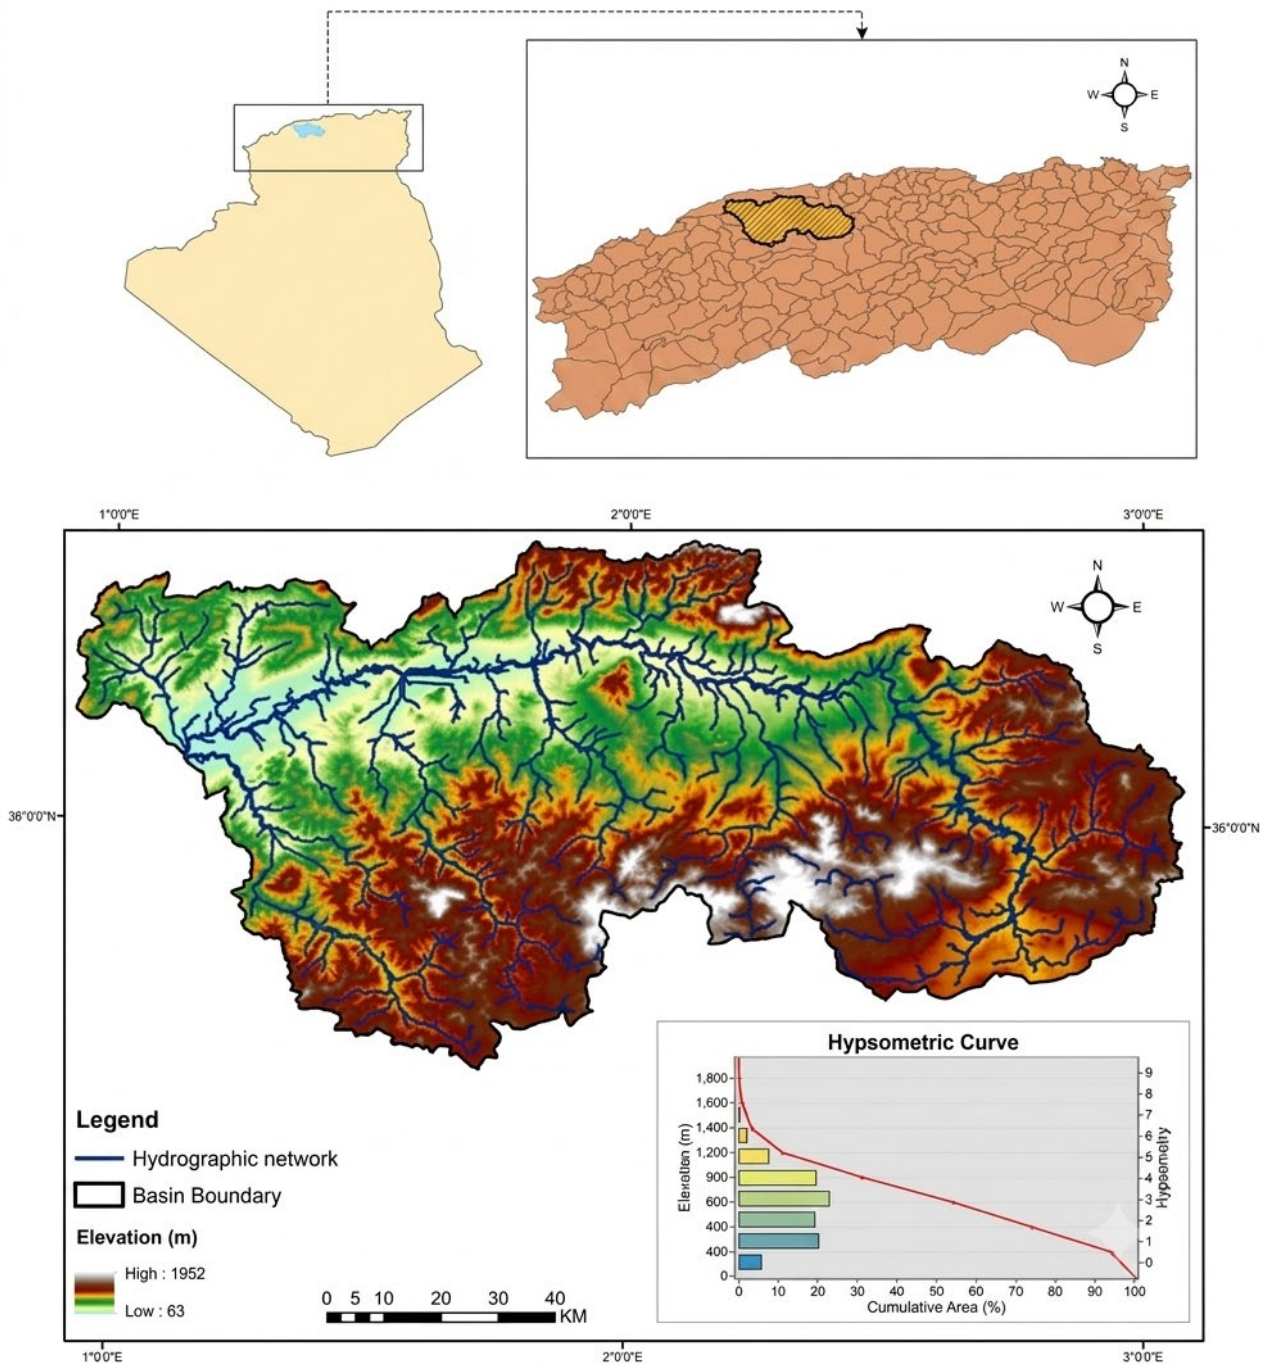 N
W E
S
1°0'0"E 2°0'0"E 3°0'0"E
N
W E
S
36°0'0"N 36°0'0"N
Hypsometric Curve
1,800
1,600
1,400
1,200
900
600
400
400
0
9
8
7
6
5
4
3
2
1
0
0 10 20 30 40 50 60 70 80 90 100
Cumulative Area (%)
Legend
Hydrographic network
Basin Boundary
Elevation (m)
High : 1952
Low : 63
0 5 10 20 30 40
KM
1°0'0"E 2°0'0"E 3°0'0"E